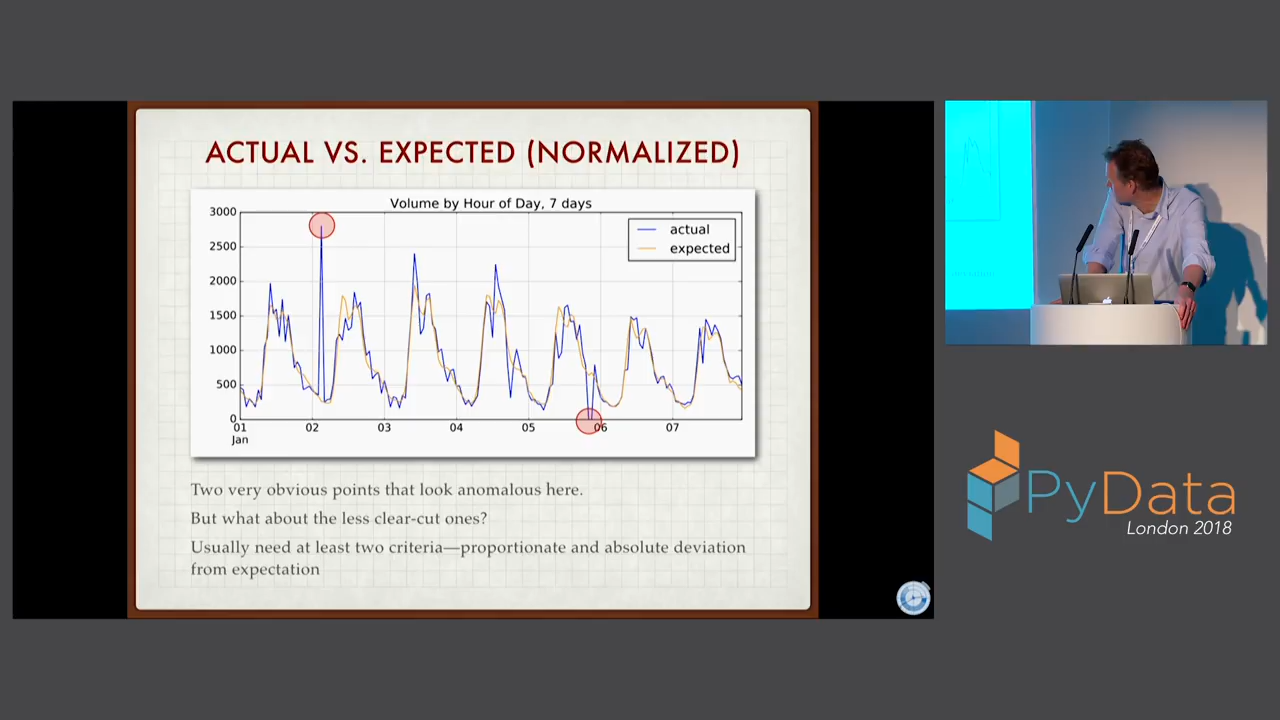 ACTUAL VS. EXPECTED (NORMALIZED)
Volume by Hour of Day, 7 days
3000
2500
2000
1500
1000
500
0
actual
expected
01
02
03
04
05
06
07
Jan
Two very obvious points that look anomalous here.
But what about the less clear-cut ones?
Usually need at least two criteria—proportionate and absolute deviation
from expectation
PyData
London 2018